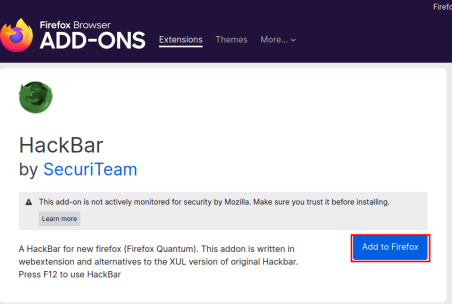 Firefo
Firefox Browser
ADD-ONS Extensions Themes More...
HackBar
by SecuriTeam
This add-on is not actively monitored for security by Mozilla. Make sure you trust it before installing.
Learn more
A HackBar for new firefox (Firefox Quantum). This addon is written in
webextension and alternatives to the XUL version of original Hackbar.
Press F12 to use HackBar
Add to Firefox